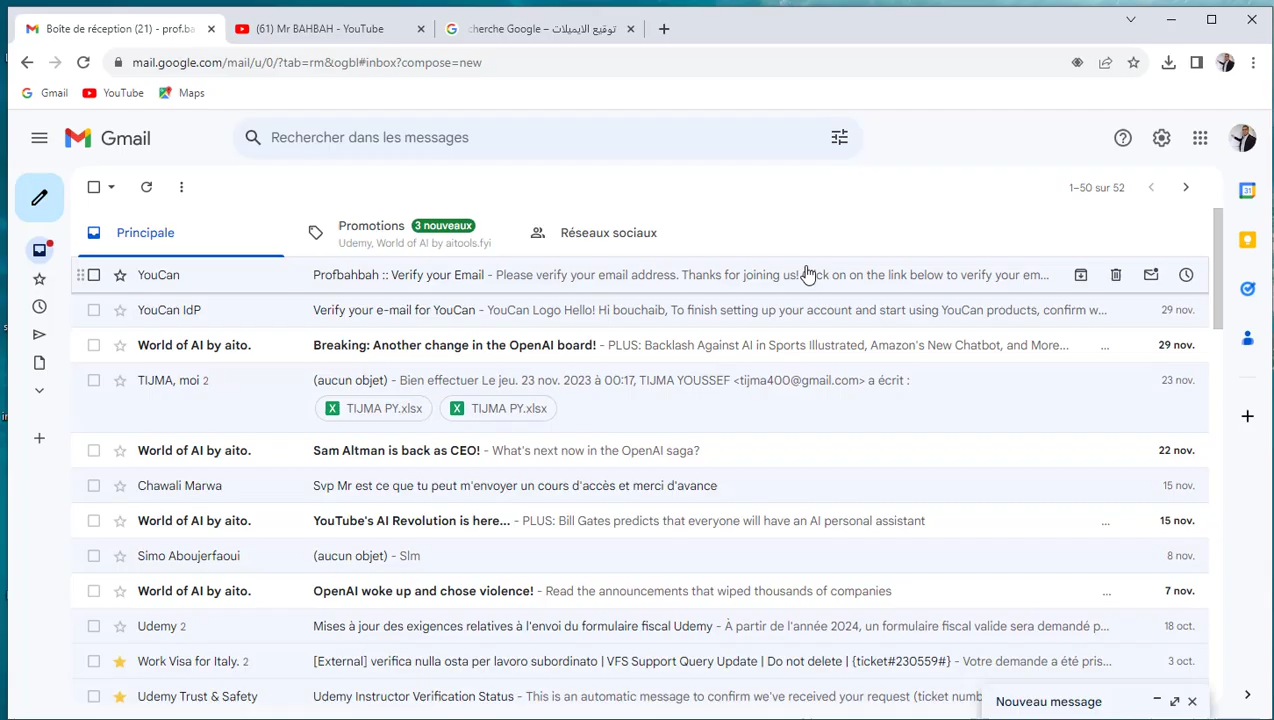 Boîte de réception (21) - prof.ba
(61) Mr BAHBAH - YouTube
توقيع الايميلات – cherche Google
mail.google.com/mail/u/0/?tab=rm&ogbl#inbox?compose=new
Gmail
YouTube
Maps
Gmail
Rechercher dans les messages
1–50 sur 52
Principale
Promotions 3 nouveaux
Udemy, World of AI by aitools.fyi
Réseaux sociaux
YouCan Profbahbah :: Verify your Email - Please verify your email address. Thanks for joining us! on on the link below to verify your em...
YouCan IdP Verify your e-mail for YouCan - YouCan Logo Hello! Hi bouchaib, To finish setting up your account and start using YouCan products, confirm w... 29 nov.
World of AI by aito. Breaking: Another change in the OpenAI board! - PLUS: Backlash Against AI in Sports Illustrated, Amazon's New Chatbot, and More... ... 29 nov.
TIJMA, moi 2 (aucun objet) - Bien effectuer Le jeu. 23 nov. 2023 à 00:17, TIJMA YOUSSEF <tijma400@gmail.com> a écrit : 23 nov.
TIJMA PY.xlsx TIJMA PY.xlsx
World of AI by aito. Sam Altman is back as CEO! - What's next now in the OpenAI saga? 22 nov.
Chawali Marwa Svp Mr est ce que tu peut m'envoyer un cours d'accès et merci d'avance 15 nov.
World of AI by aito. YouTube's AI Revolution is here... - PLUS: Bill Gates predicts that everyone will have an AI personal assistant ... 15 nov.
Simo Aboujerfaoui (aucun objet) - Slm 8 nov.
World of AI by aito. OpenAI woke up and chose violence! - Read the announcements that wiped thousands of companies ... 7 nov.
Udemy 2 Mises à jour des exigences relatives à l'envoi du formulaire fiscal Udemy - À partir de l'année 2024, un formulaire fiscal valide sera demandé p... 18 oct.
Work Visa for Italy. 2 [External] verifica nulla osta per lavoro subordinato | VFS Support Query Update | Do not delete | {ticket#230559#} - Votre demande a été pris... 3 oct.
Udemy Trust & Safety Udemy Instructor Verification Status - This is an automatic message to confirm we've received your request (ticket numb
Nouveau message